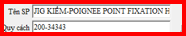 Tên SP JIG KIỂM-POIGNEE POINT FIXATION H
Quy cách 200-34343